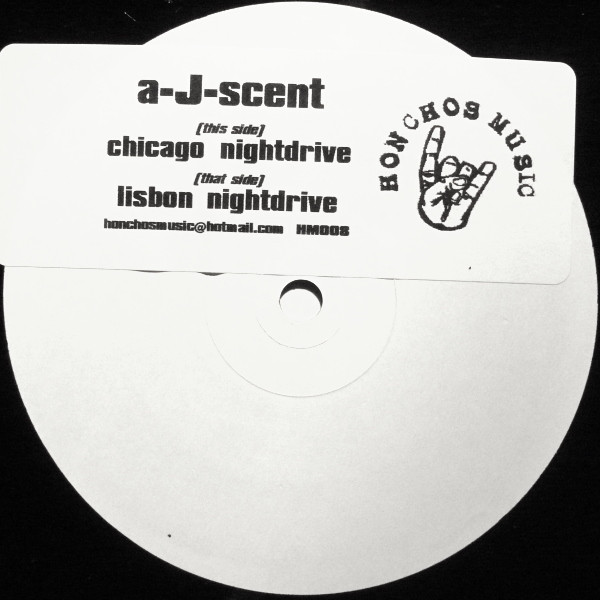 a-J-scent
[this side]
chicago nightdrive
[that side]
lisbon nightdrive
honchosmusic@hotmail.com HM008
HONCHOS MUSIC